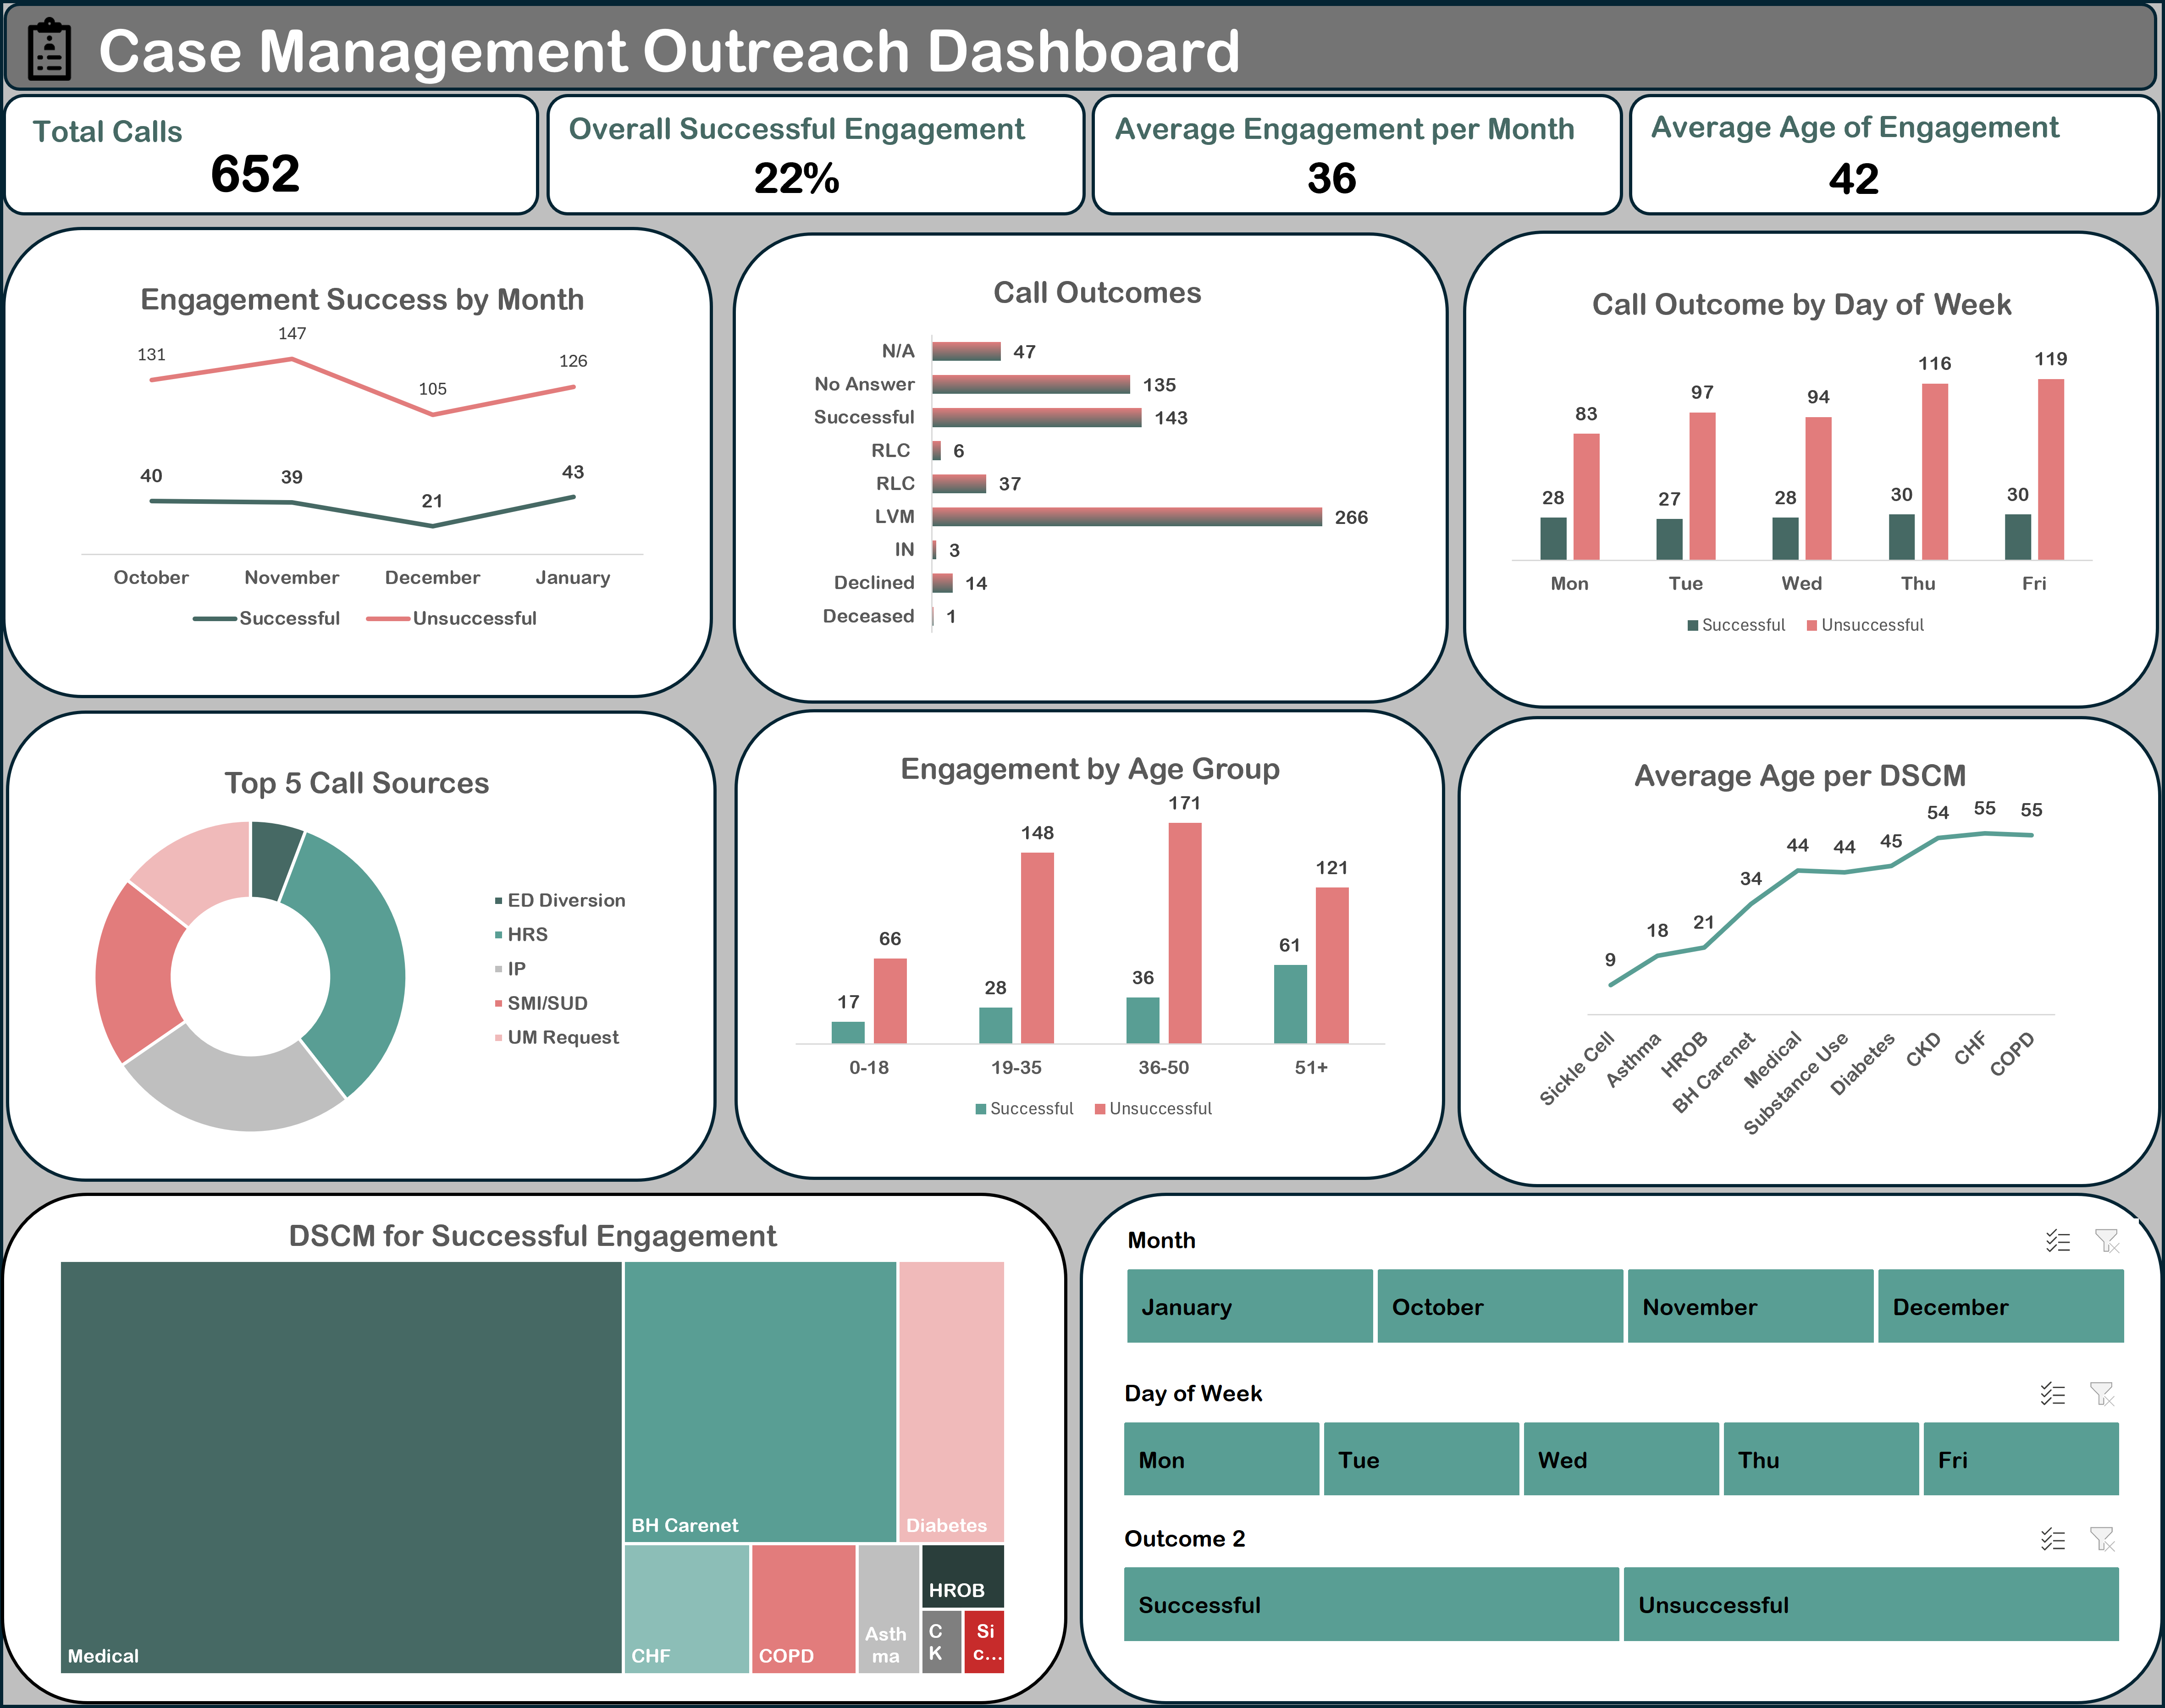 Case Management Outreach Dashboard
Total Calls
652
Overall Successful Engagement
22%
Average Engagement per Month
36
Average Age of Engagement
42
Engagement Success by Month
147
131
126
105
40
39
21
43
October November December January
Successful Unsuccessful
Call Outcomes
N/A 47
No Answer 135
Successful 143
RLC 6
RLC 37
LVM 266
IN 3
Declined 14
Deceased 1
Call Outcome by Day of Week
28 83
27 97
28 94
30 116
30 119
Mon Tue Wed Thu Fri
Successful Unsuccessful
Top 5 Call Sources
ED Diversion
HRS
IP
SMI/SUD
UM Request
Engagement by Age Group
17 66
28 148
36 171
61 121
0-18 19-35 36-50 51+
Successful Unsuccessful
Average Age per DSCM
9 18 21 34 44 44 45 54 55 55
Sickle Cell
Asthma
HROB
BH Carenet
Medical
Substance Use
Diabetes
CKD
CHF
COPD
DSCM for Successful Engagement
Medical
BH Carenet
Diabetes
CHF
COPD
Asth
ma
HROB
C
K
Si
c...
Month
January October November December
Day of Week
Mon Tue Wed Thu Fri
Outcome 2
Successful Unsuccessful